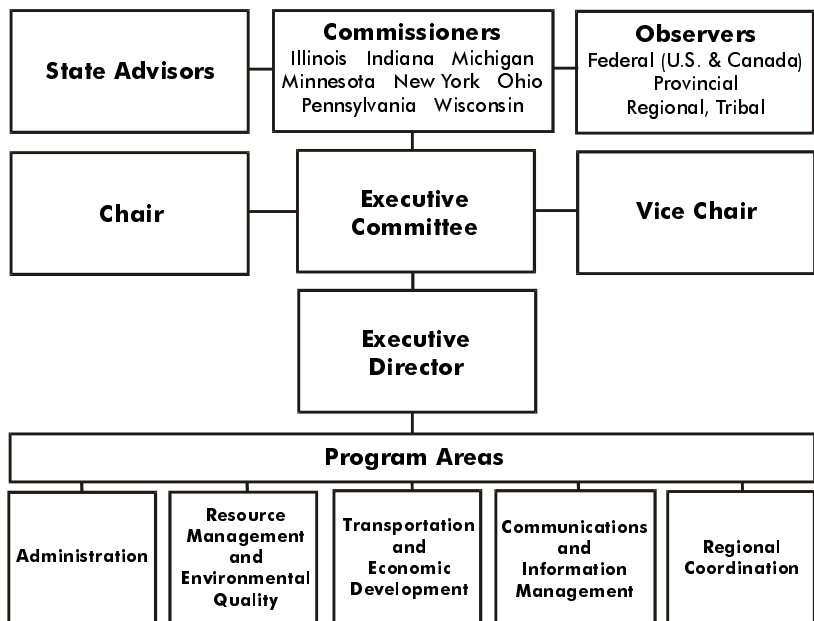 State Advisors
Commissioners
Illinois Indiana Michigan
Minnesota New York Ohio
Pennsylvania Wisconsin
Observers
Federal (U.S. & Canada)
Provincial
Regional, Tribal
Chair
Executive
Committee
Vice Chair
Executive
Director
Program Areas
Administration
Resource
Management
and
Environmental
Quality
Transportation
and
Economic
Development
Communications
and
Information
Management
Regional
Coordination